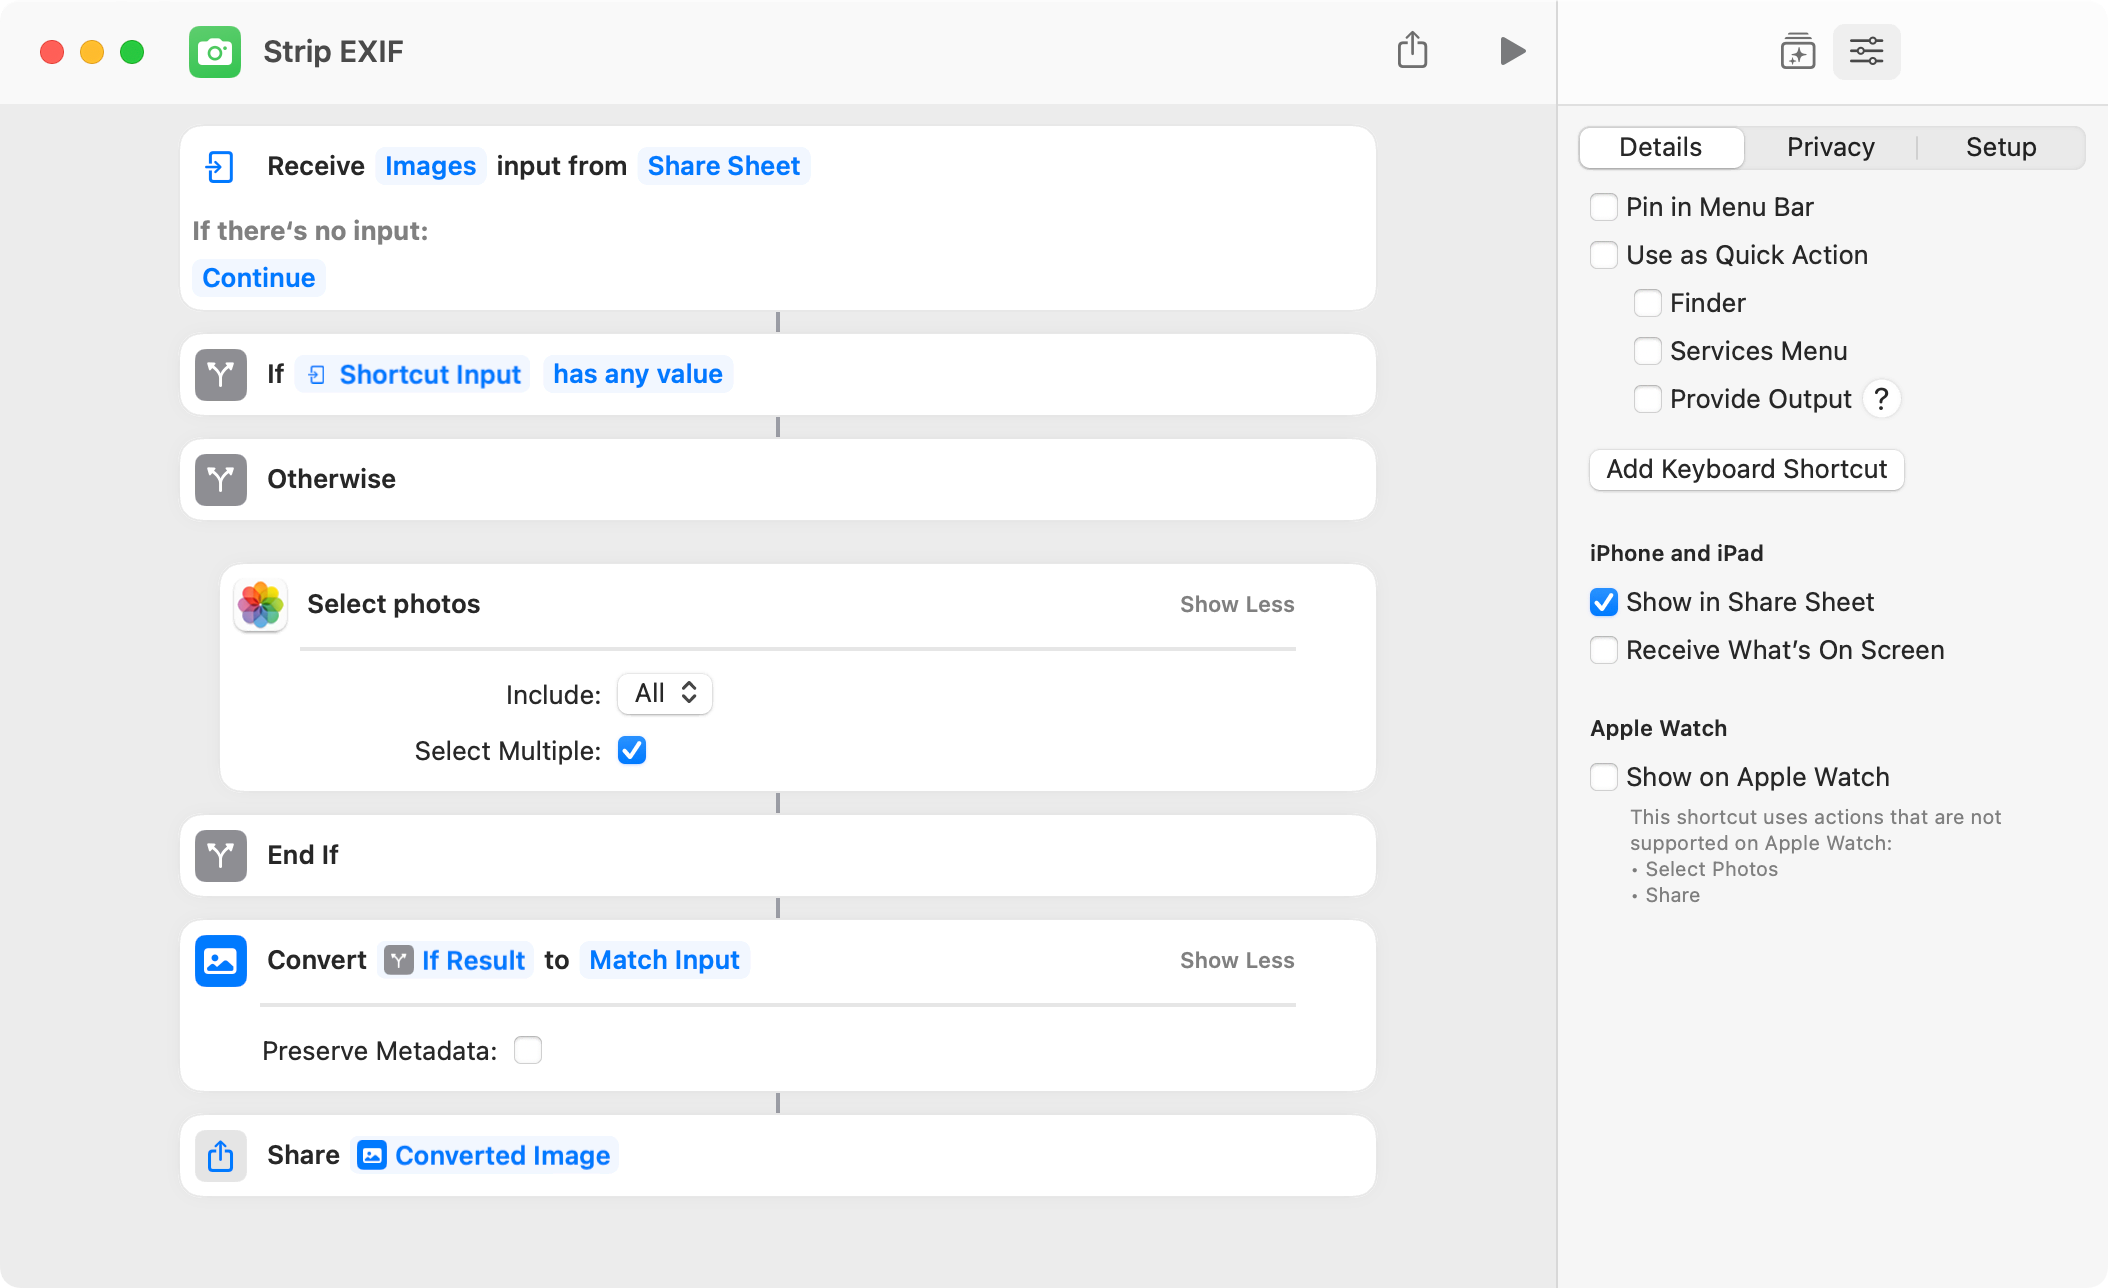 Strip EXIF
Receive Images input from Share Sheet
If there‘s no input:
Continue
If Shortcut Input has any value
Otherwise
Select photos Show Less
Include: All
Select Multiple:
End If
Convert If Result to Match Input Show Less
Preserve Metadata:
Share Converted Image
Details Privacy Setup
Pin in Menu Bar
Use as Quick Action
Finder
Services Menu
Provide Output ?
Add Keyboard Shortcut
iPhone and iPad
Show in Share Sheet
Receive What’s On Screen
Apple Watch
Show on Apple Watch
This shortcut uses actions that are not
supported on Apple Watch:
• Select Photos
• Share